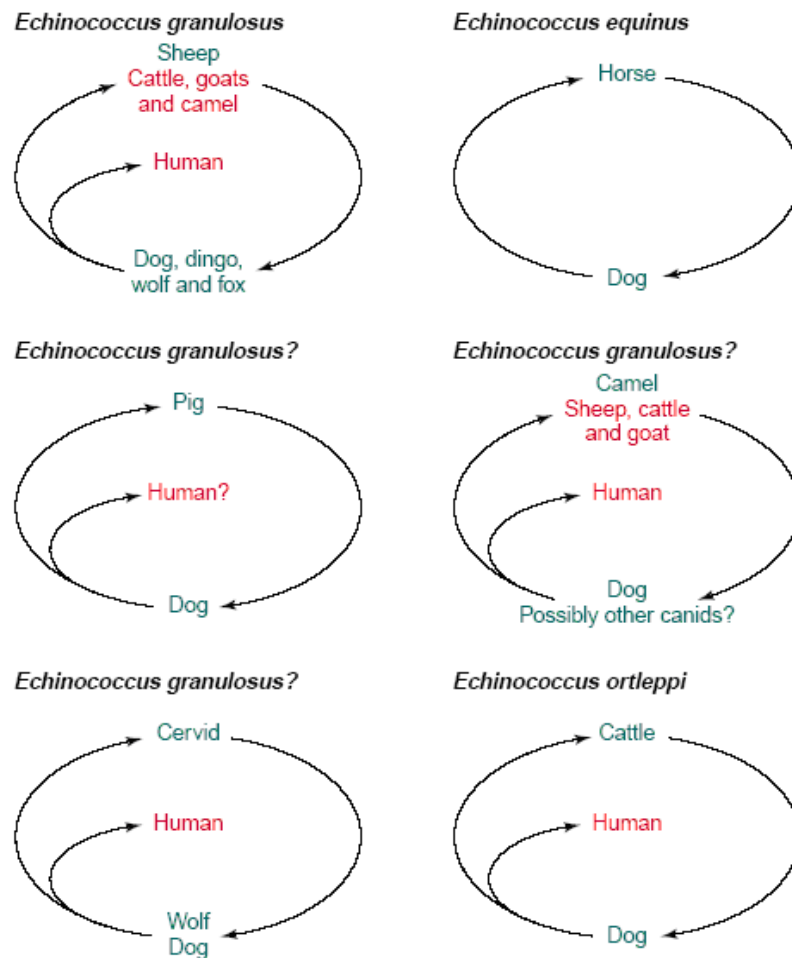 Echinococcus granulosus
Sheep
Cattle, goats
and camel
Human
Dog, dingo,
wolf and fox
Echinococcus equinus
Horse
Dog
Echinococcus granulosus?
Pig
Human?
Dog
Echinococcus granulosus?
Camel
Sheep, cattle
and goat
Human
Dog
Possibly other canids?
Echinococcus granulosus?
Cervid
Human
Wolf
Dog
Echinococcus ortleppi
Cattle
Human
Dog